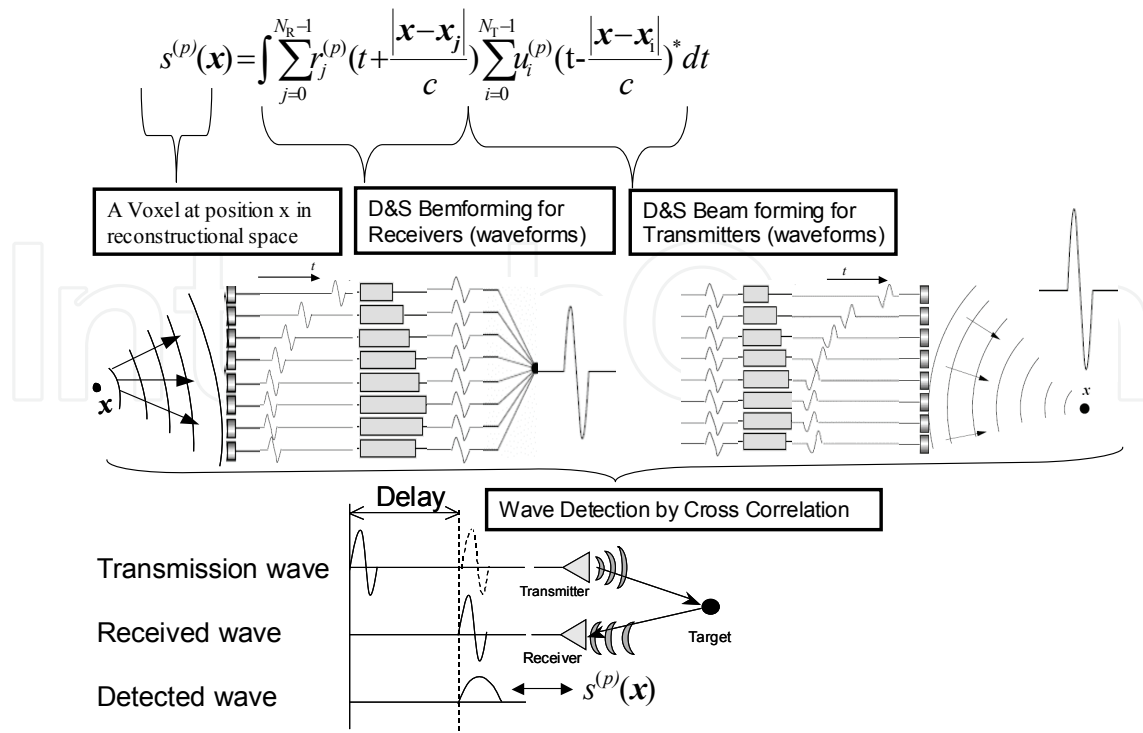 s^{(p)}(x)=∫∑_{j=0}^{N_R−1} r_j^{(p)}(t+|x−x_j|/c)∑_{i=0}^{N_T−1} u_i^{(p)}(t-|x−x_i|/c)^* dt
A Voxel at position x in
reconstructional space
D&S Bemforming for
Receivers (waveforms)
D&S Beam forming for
Transmitters (waveforms)
t
t
x
x
Wave Detection by Cross Correlation
Delay
Transmission wave
Transmitter
Received wave
Receiver
Target
Detected wave
s^{(p)}(x)